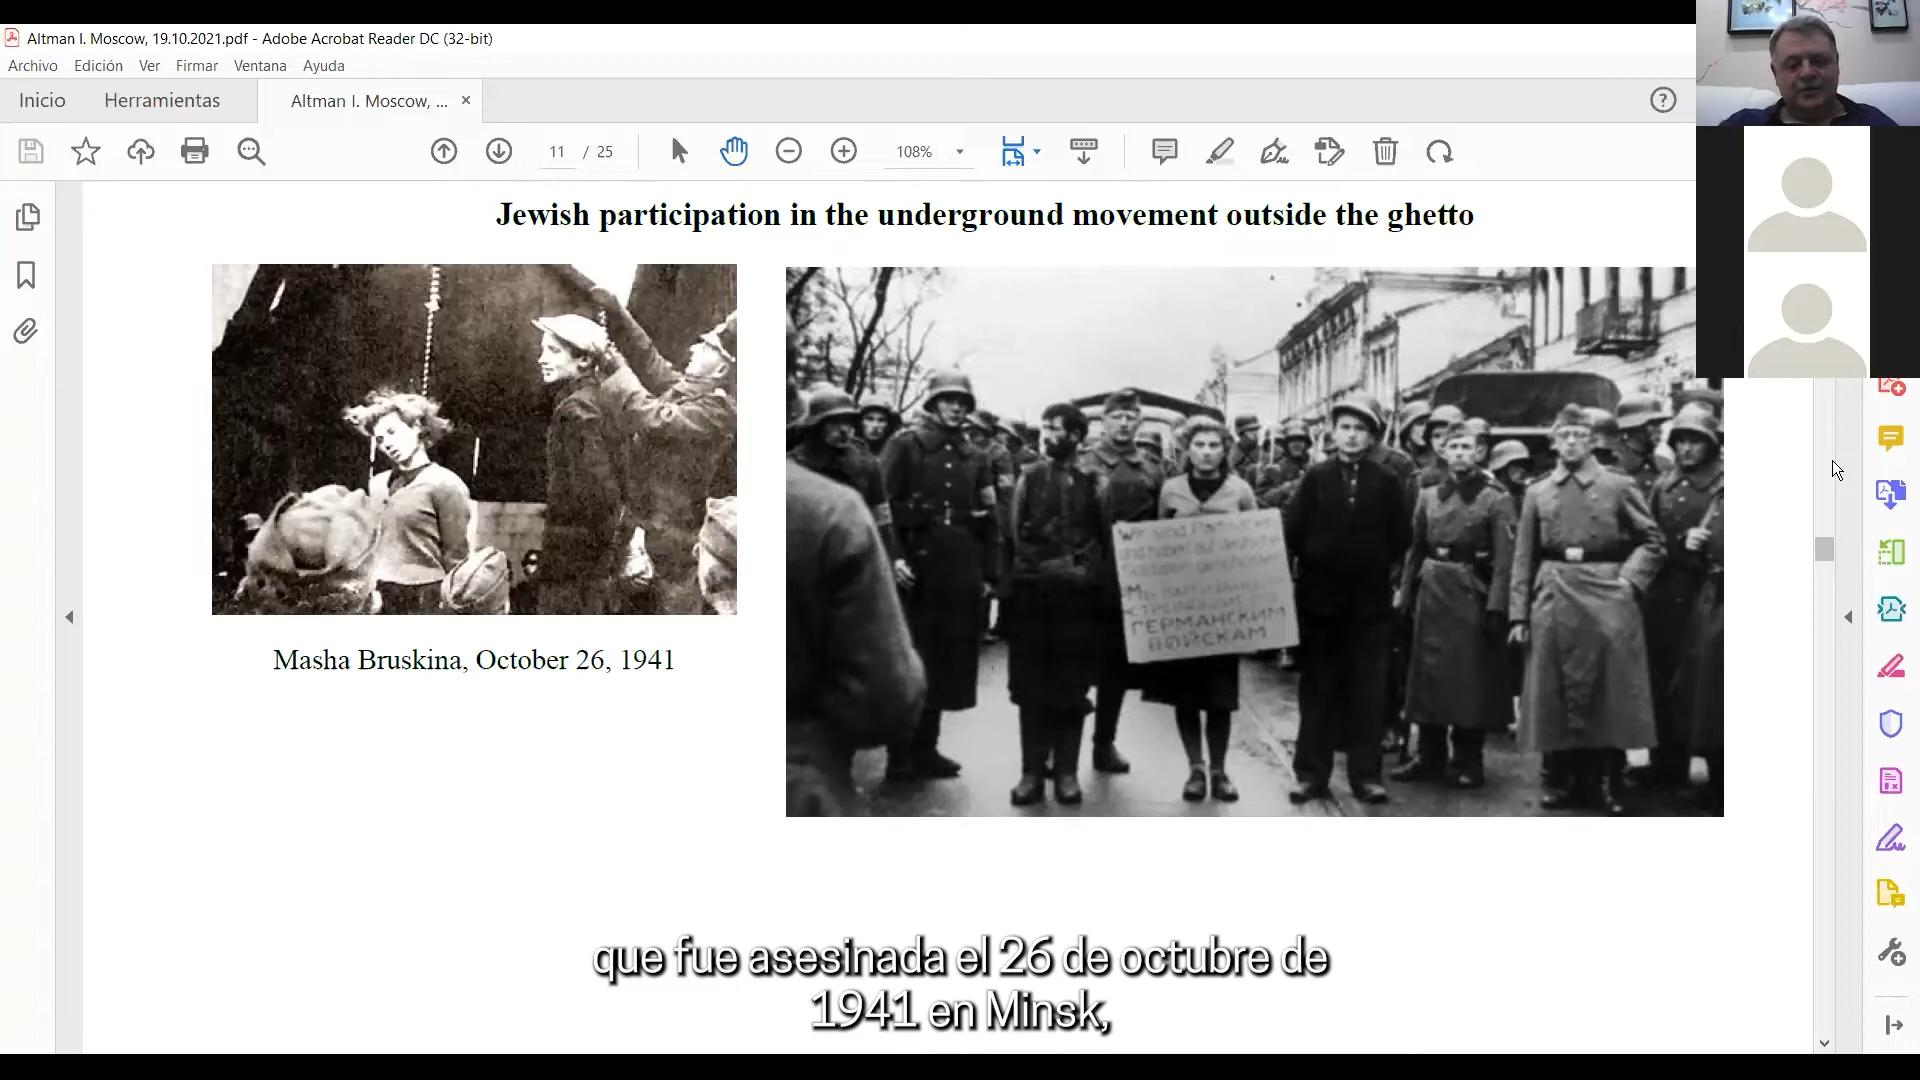 Altman I. Moscow, 19.10.2021.pdf - Adobe Acrobat Reader DC (32-bit)
Archivo Edición Ver Firmar Ventana Ayuda
Inicio Herramientas Altman I. Moscow, ... ×
11 / 25 108%
Jewish participation in the underground movement outside the ghetto
ГЕРМАНСКИМ
ВОЙСКАМ
Masha Bruskina, October 26, 1941
que fue asesinada el 26 de octubre de
1941 en Minsk,